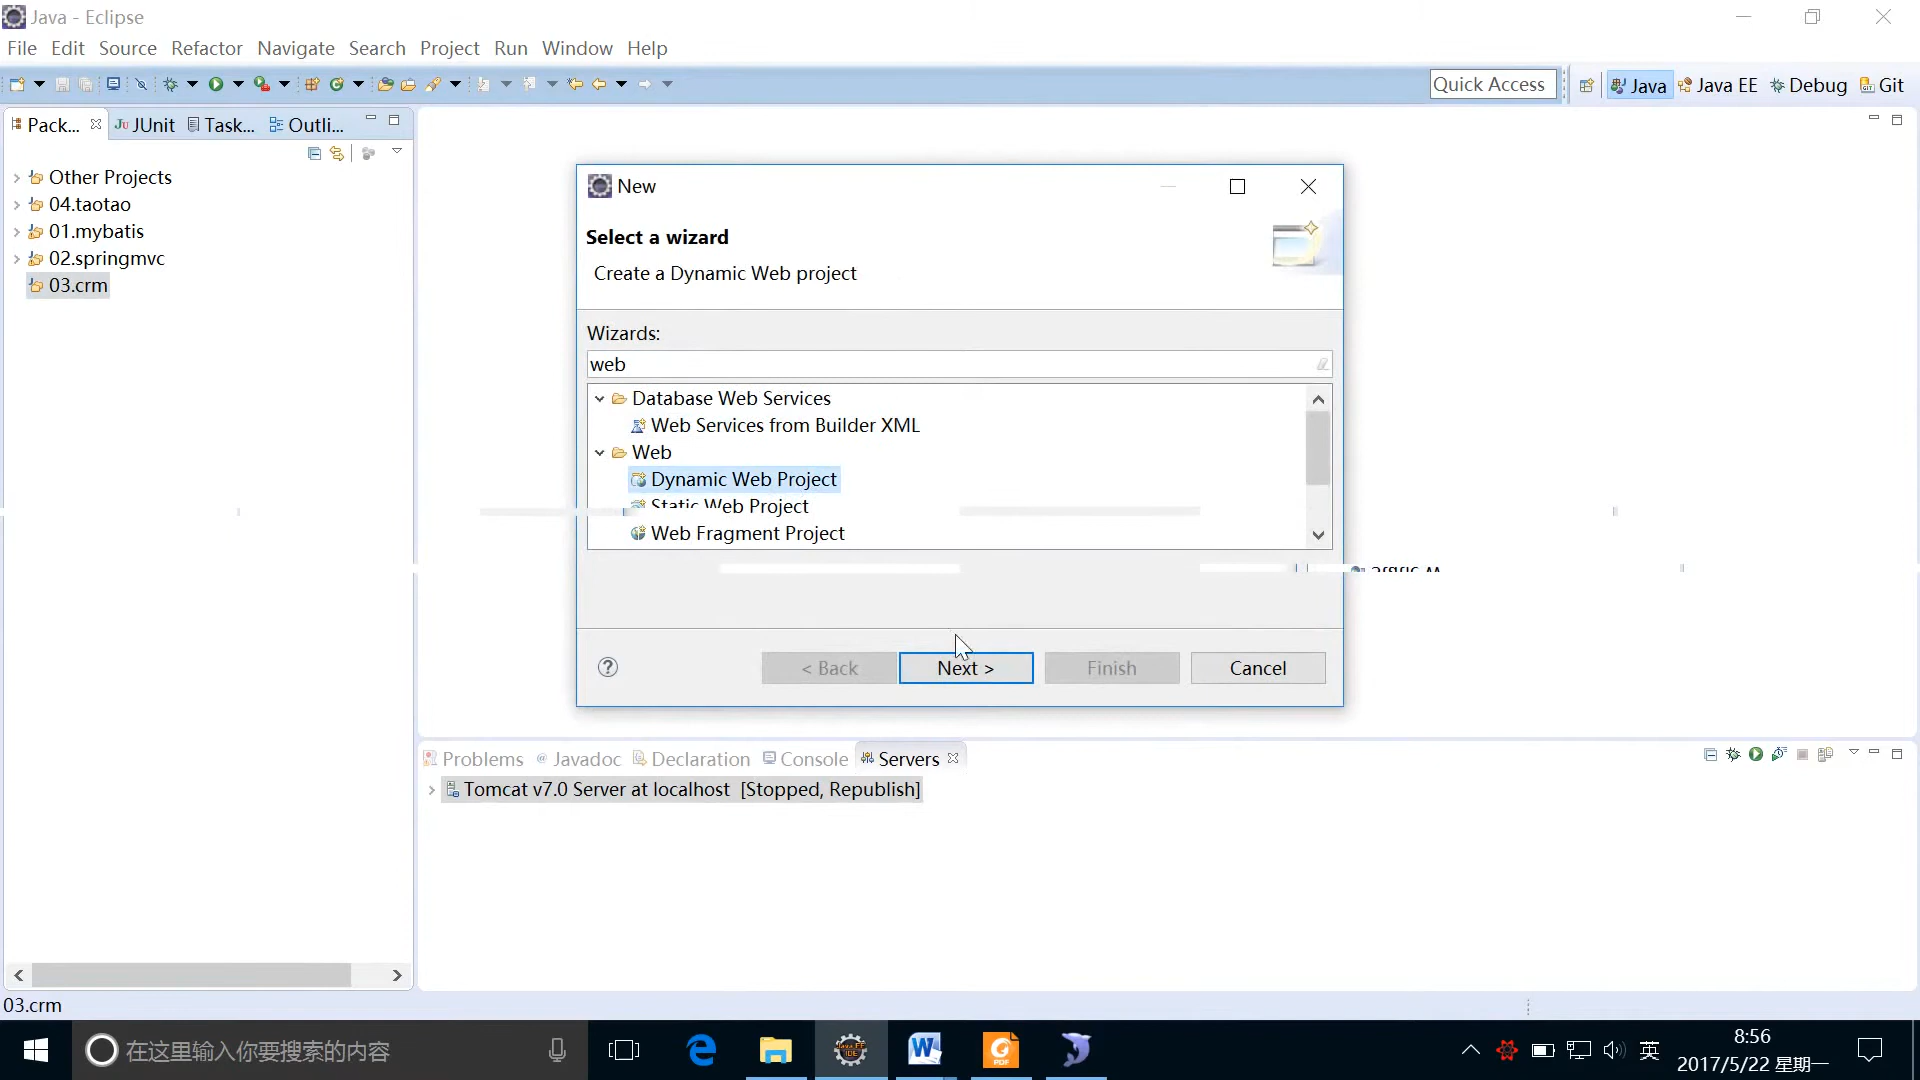 Java - Eclipse
File Edit Source Refactor Navigate Search Project Run Window Help
Quick Access Java Java EE Debug Git
Pack... JUnit Task... Outli...
Other Projects
04.taotao
01.mybatis
02.springmvc
03.crm
New
Select a wizard
Create a Dynamic Web project
Wizards:
web
Database Web Services
Web Services from Builder XML
Web
Dynamic Web Project
Static Web Project
Web Fragment Project
< Back Next > Finish Cancel
Problems Javadoc Declaration Console Servers
Tomcat v7.0 Server at localhost [Stopped, Republish]
03.crm
在这里输入你要搜索的内容
英
8:56
2017/5/22 星期一